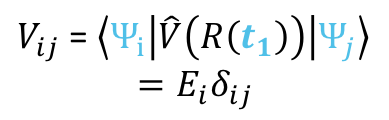 V_{ij} = ⟨Ψ_i|V̂(R(t_1))|Ψ_j⟩
= E_i δ_{ij}